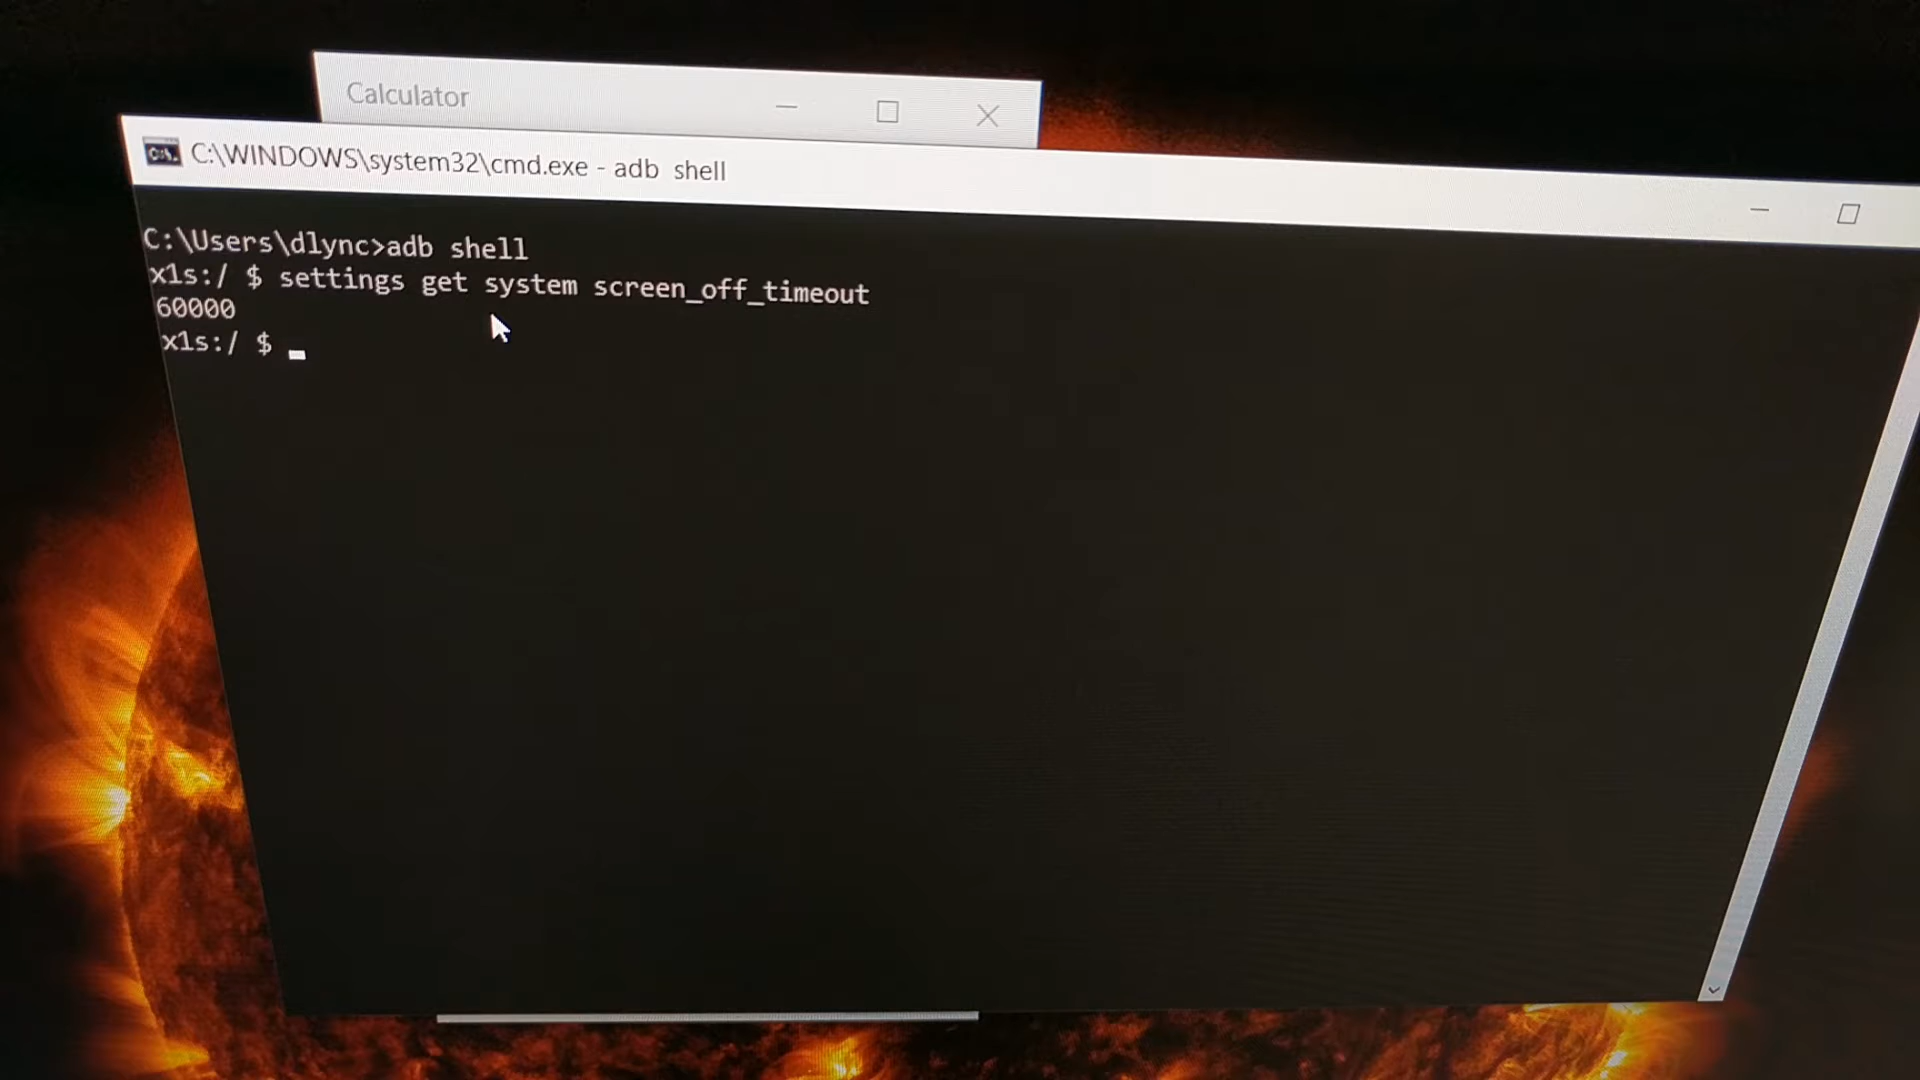 Calculator
C:\WINDOWS\system32\cmd.exe - adb  shell
C:\Users\dlync>adb shell
x1s:/ $ settings get system screen_off_timeout
60000
x1s:/ $